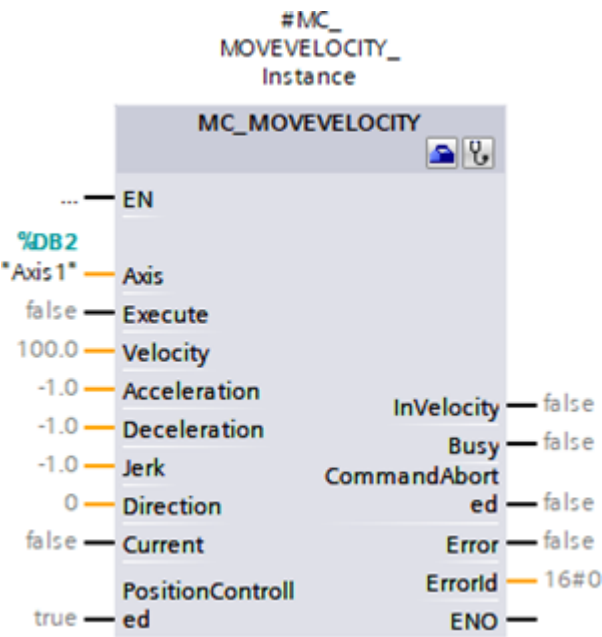 #MC_
MOVEVELOCITY_
Instance
MC_MOVEVELOCITY
... EN
%DB2
"Axis1" Axis
false Execute
100.0 Velocity
-1.0 Acceleration
InVelocity false
-1.0 Deceleration
Busy false
-1.0 Jerk
CommandAbort
ed false
0 Direction
false Current
Error false
PositionControll
ErrorId 16#0
true ed
ENO